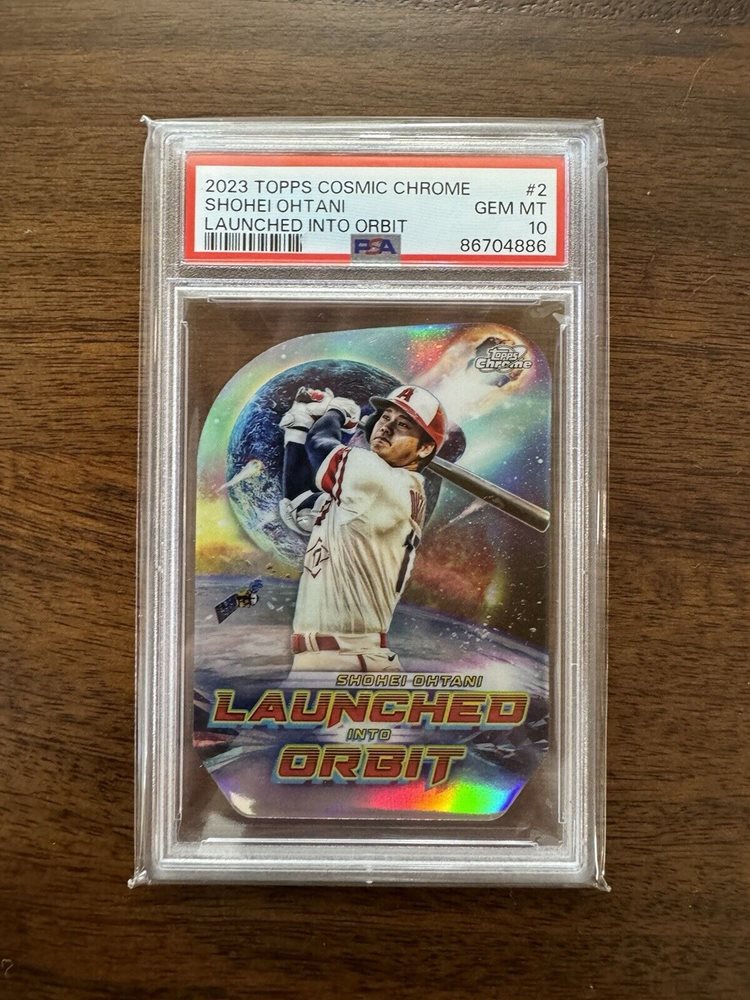 2023 TOPPS COSMIC CHROME #2
SHOHEI OHTANI GEM MT
LAUNCHED INTO ORBIT 10
PSA 86704886
Topps
Chrome
A
SHOHEI OHTANI
LAUNCHED
INTO
ORBIT